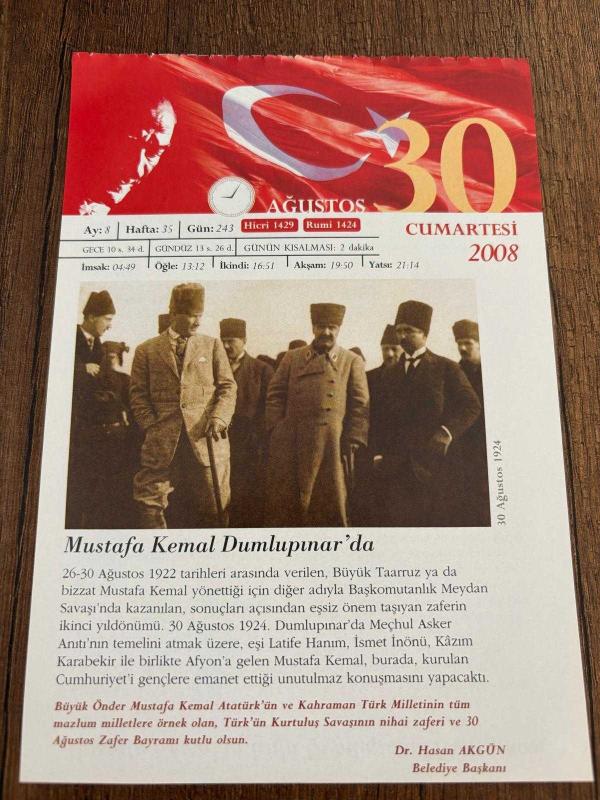 30
AĞUSTOS
Hicri 1429 Rumi 1424
CUMARTESİ
2008
Ay: 8 Hafta: 35 Gün: 243
GECE 10 s. 34 d. GÜNDÜZ 13 s. 26 d. GÜNÜN KISALMASI: 2 dakika
İmsak: 04:49 Öğle: 13:12 İkindi: 16:51 Akşam: 19:50 Yatsı: 21:14
30 Ağustos 1924
Mustafa Kemal Dumlupınar'da
26-30 Ağustos 1922 tarihleri arasında verilen, Büyük Taarruz ya da
bizzat Mustafa Kemal yönettiği için diğer adıyla Başkomutanlık Meydan
Savaşı'nda kazanılan, sonuçları açısından eşsiz önem taşıyan zaferin
ikinci yıldönümü. 30 Ağustos 1924. Dumlupınar'da Meçhul Asker
Anıtı'nın temelini atmak üzere, eşi Latife Hanım, İsmet İnönü, Kâzım
Karabekir ile birlikte Afyon'a gelen Mustafa Kemal, burada, kurulan
Cumhuriyet'i gençlere emanet ettiği unutulmaz konuşmasını yapacaktı.
Büyük Önder Mustafa Kemal Atatürk'ün ve Kahraman Türk Milletinin tüm
mazlum milletlere örnek olan, Türk'ün Kurtuluş Savaşının nihai zaferi ve 30
Ağustos Zafer Bayramı kutlu olsun.
Dr. Hasan AKGÜN
Belediye Başkanı